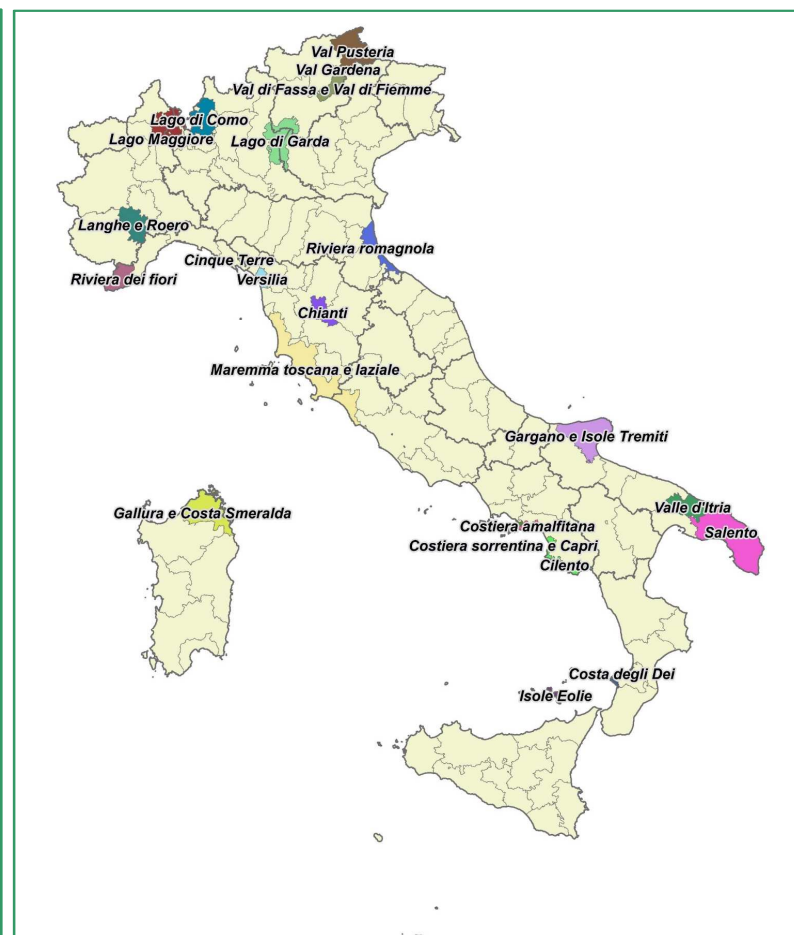 Val Pusteria
Val Gardena
Val di Fassa e Val di Fiemme
Lago di Como
Lago Maggiore
Lago di Garda
Langhe e Roero
Riviera romagnola
Cinque Terre
Riviera dei fiori
Versilia
Chianti
Maremma toscana e laziale
Gargano e Isole Tremiti
Gallura e Costa Smeralda
Valle d'Itria
Costiera amalfitana
Salento
Costiera sorrentina e Capri
Cilento
Costa degli Dei
Isole Eolie